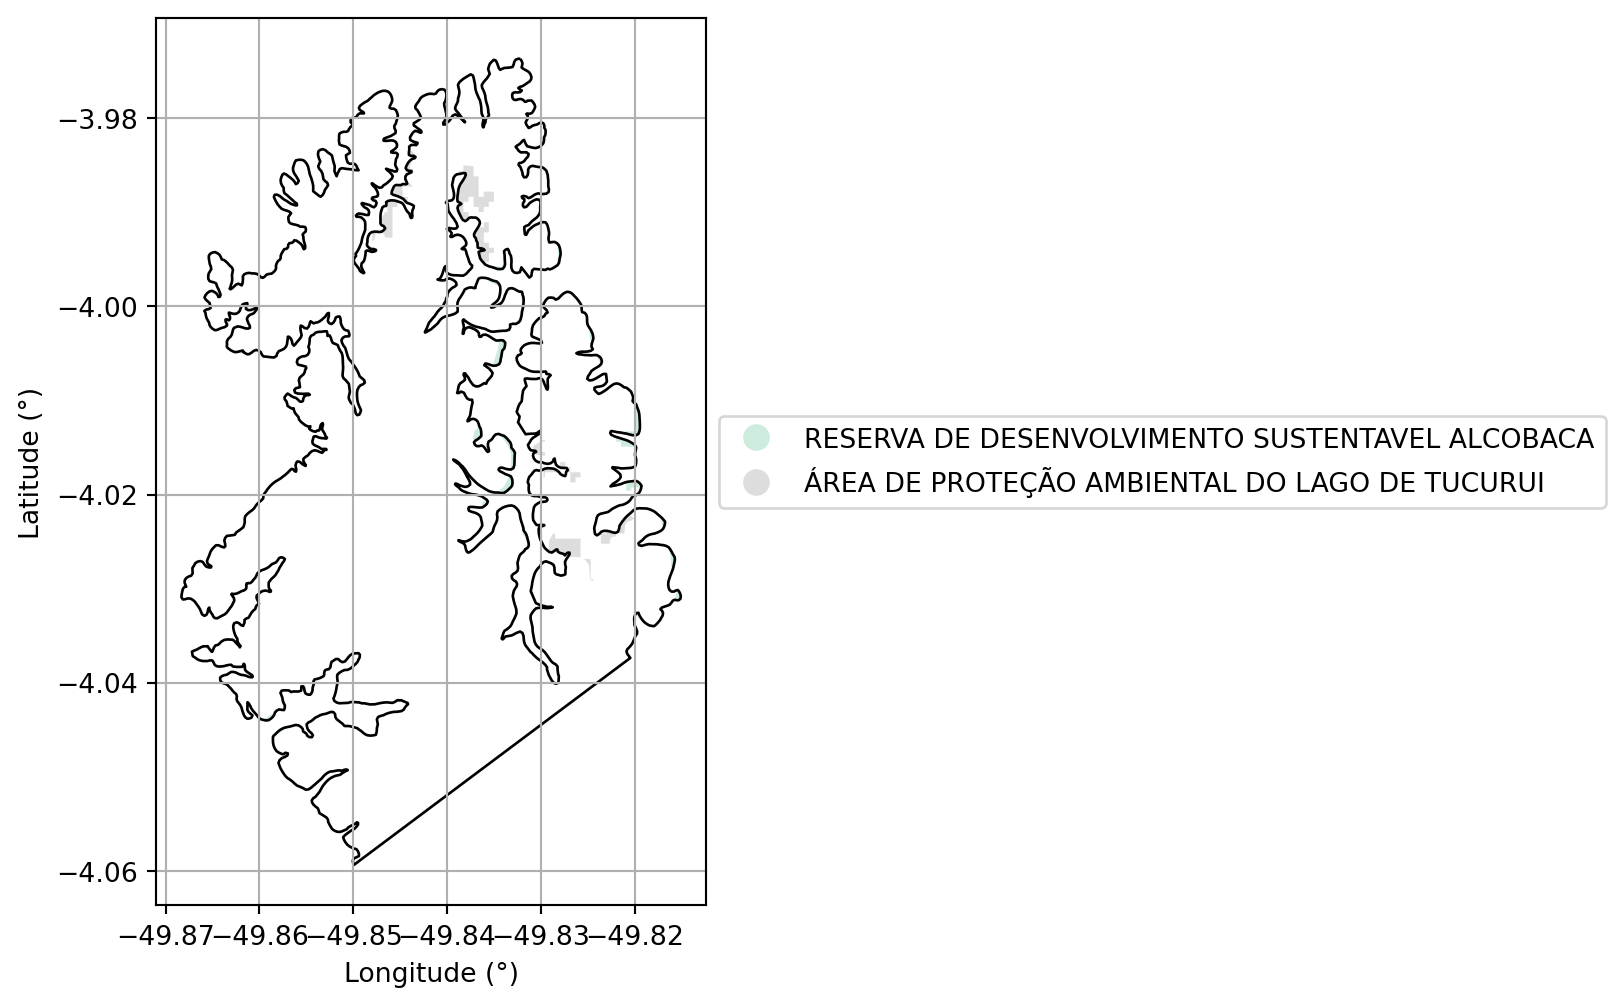 −3.98
−4.00
−4.02
−4.04
−4.06
Latitude (°)
−49.87 −49.86 −49.85 −49.84 −49.83 −49.82
Longitude (°)
RESERVA DE DESENVOLVIMENTO SUSTENTAVEL ALCOBACA
ÁREA DE PROTEÇÃO AMBIENTAL DO LAGO DE TUCURUI